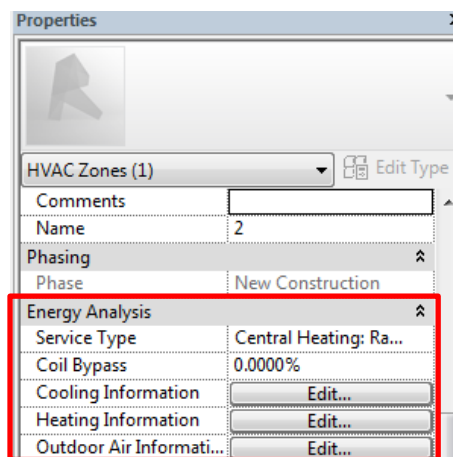 Properties
HVAC Zones (1) Edit Type
Comments
Name 2
Phasing
Phase New Construction
Energy Analysis
Service Type Central Heating: Ra...
Coil Bypass 0.0000%
Cooling Information Edit...
Heating Information Edit...
Outdoor Air Informati... Edit...